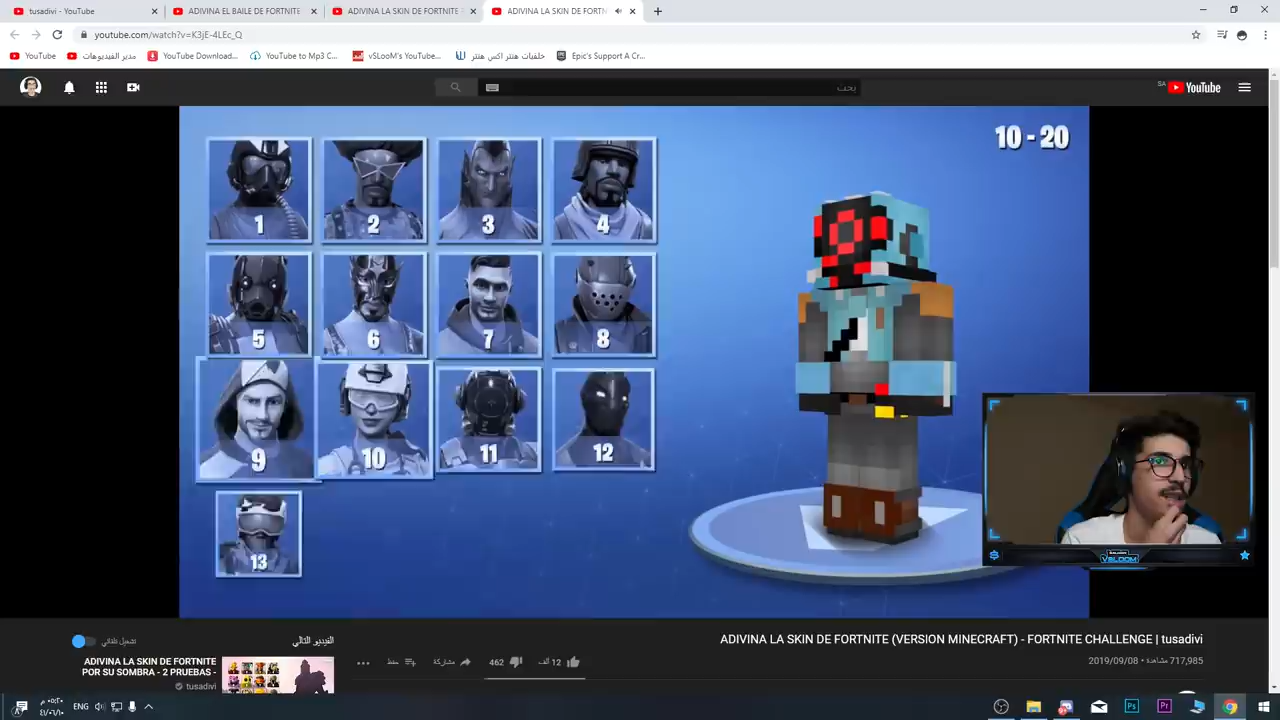 tusadivi - YouTube
ADIVINA EL BAILE DE FORTNITE
ADIVINA LA SKIN DE FORTNITE
ADIVINA LA SKIN DE FORTN
youtube.com/watch?v=K3jE-4LEc_Q
YouTube
مدير الفيديوهات
YouTube Download...
YouTube to Mp3 C...
vSLooM's YouTube...
خلفيات هنتر اكس هنتر
Epic's Support A Cr...
بحث
YouTube SA
10 - 20
1
2
3
4
5
6
7
8
9
10
11
12
13
VSLOOM
تشغيل تلقائي
الفيديو التالي
ADIVINA LA SKIN DE FORTNITE (VERSION MINECRAFT) - FORTNITE CHALLENGE | tusadivi
ADIVINA LA SKIN DE FORTNITE
POR SU SOMBRA - 2 PRUEBAS -
tusadivi
حفظ
مشاركة
462
12 ألف
717,985 مشاهدة • 2019/09/08
ENG